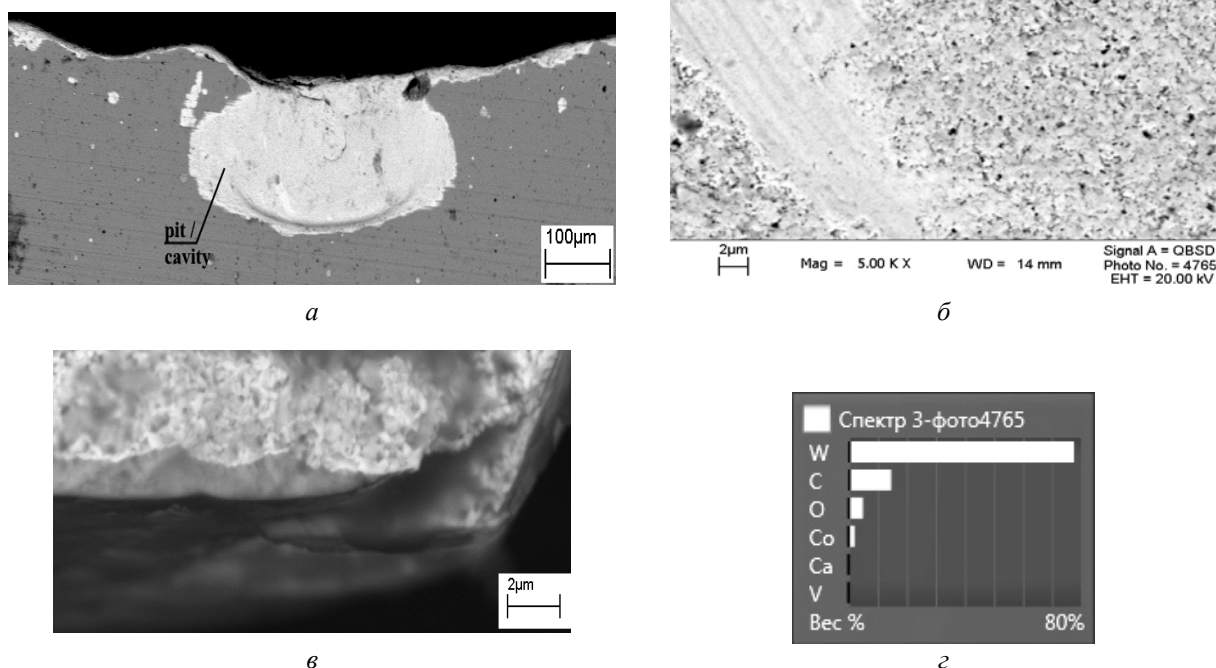 pit /
cavity
100µm
а
2µm
Mag = 5.00 K X
WD = 14 mm
Signal A = QBSD
Photo No. = 4765
EHT = 20.00 kV
б
2µm
в
Спектр 3-фото4765
W
C
O
Co
Ca
V
Вес % 80%
г